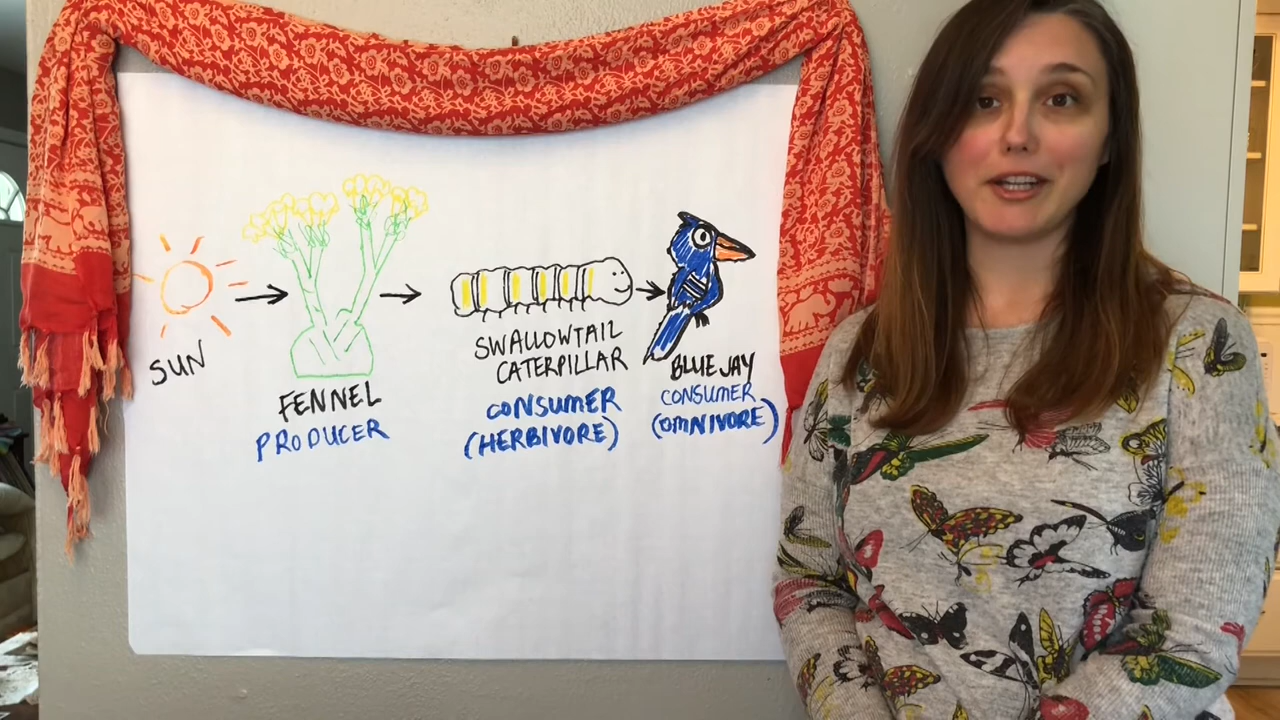 SUN
FENNEL
PRODUCER
SWALLOWTAIL
CATERPILLAR
CONSUMER
(HERBIVORE)
BLUE JAY
CONSUMER
(OMNIVORE)